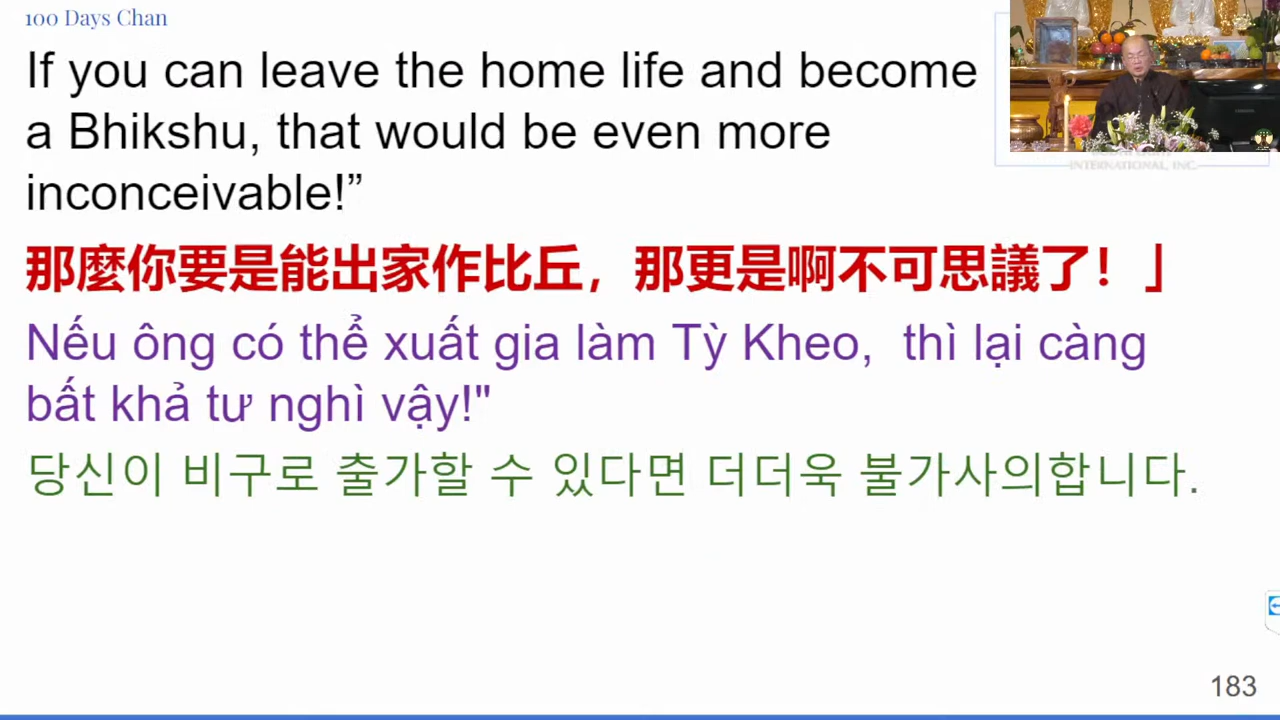 100 Days Chan
If you can leave the home life and become
a Bhikshu, that would be even more
inconceivable!”
那麼你要是能出家作比丘，那更是啊不可思議了！」
Nếu ông có thể xuất gia làm Tỳ Kheo,  thì lại càng
bất khả tư nghì vậy!"
당신이 비구로 출가할 수 있다면 더더욱 불가사의합니다.
INTERNATIONAL, INC.
183